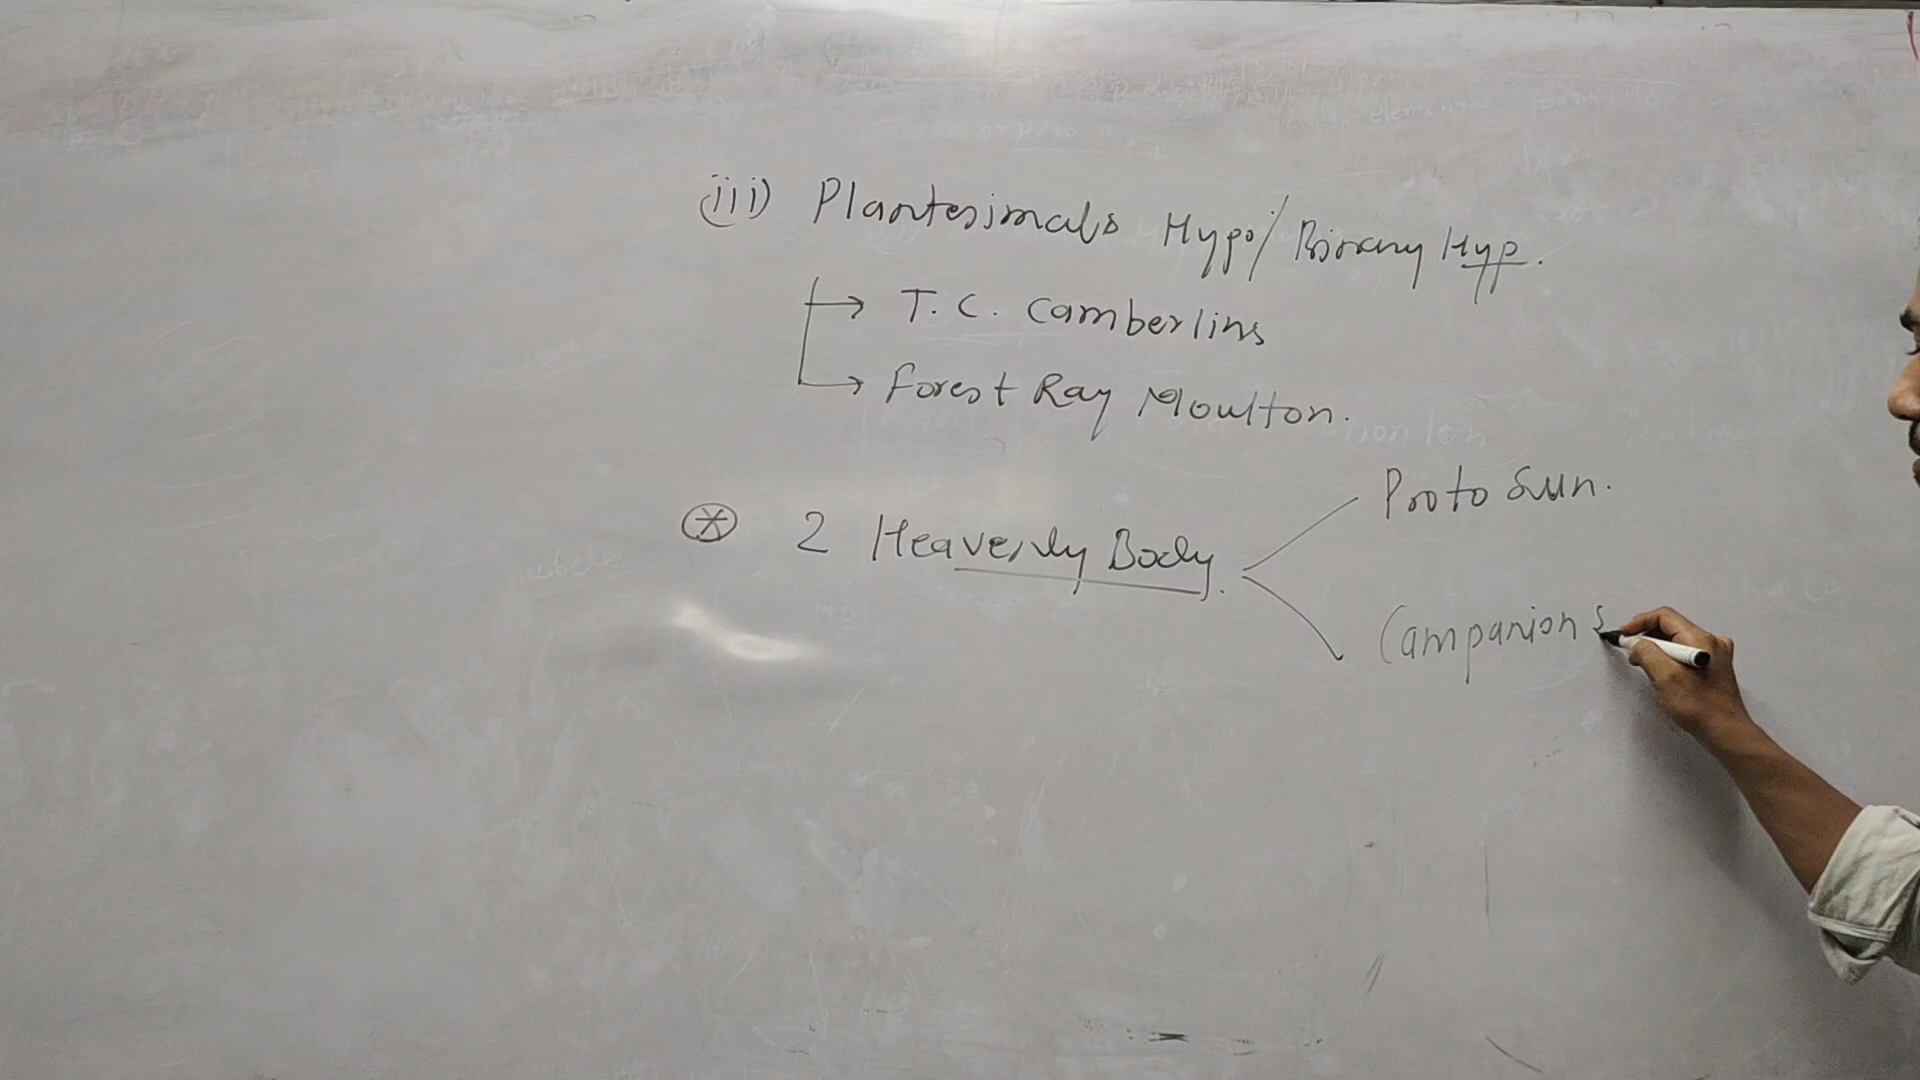 (iii) Plantesimals Hypo/Binary Hyp.
→ T.C. Camberlins
→ Forest Ray Moulton.
* 2 Heavenly Body.
Proto Sun.
Campanion S